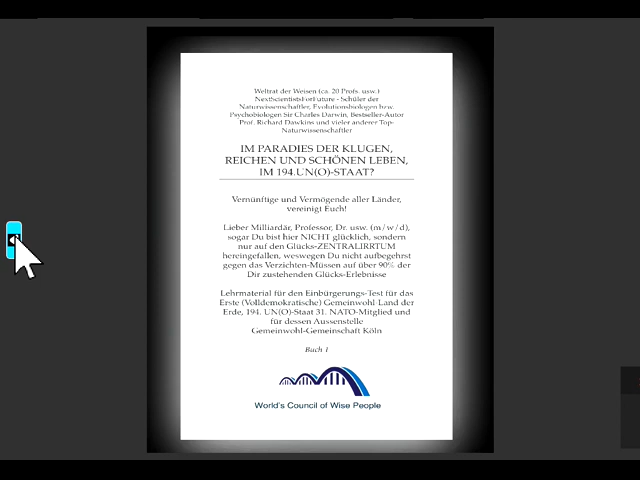 Weltrat der Weisen (ca. 20 Profs. usw.)
NextScientistsForFuture - Schüler der
Naturwissenschaftler, Evolutionsbiologen bzw.
Psychobiologen Sir Charles Darwin, Bestseller-Autor
Prof. Richard Dawkins und vieler anderer Top-
Naturwissenschaftler
IM PARADIES DER KLUGEN,
REICHEN UND SCHÖNEN LEBEN,
IM 194.UN(O)-STAAT?
Vernünftige und Vermögende aller Länder,
vereinigt Euch!
Lieber Milliardär, Professor, Dr. usw. (m/w/d),
sogar Du bist hier NICHT glücklich, sondern
nur auf den Glücks-ZENTRALIRRTUM
hereingefallen, weswegen Du nicht aufbegehrst
gegen das Verzichten-Müssen auf über 90% der
Dir zustehenden Glücks-Erlebnisse
Lehrmaterial für den Einbürgerungs-Test für das
Erste (Volldemokratische) Gemeinwohl-Land der
Erde, 194. UN(O)-Staat 31. NATO-Mitglied und
für dessen Aussenstelle
Gemeinwohl-Gemeinschaft Köln
Buch 1
World's Council of Wise People